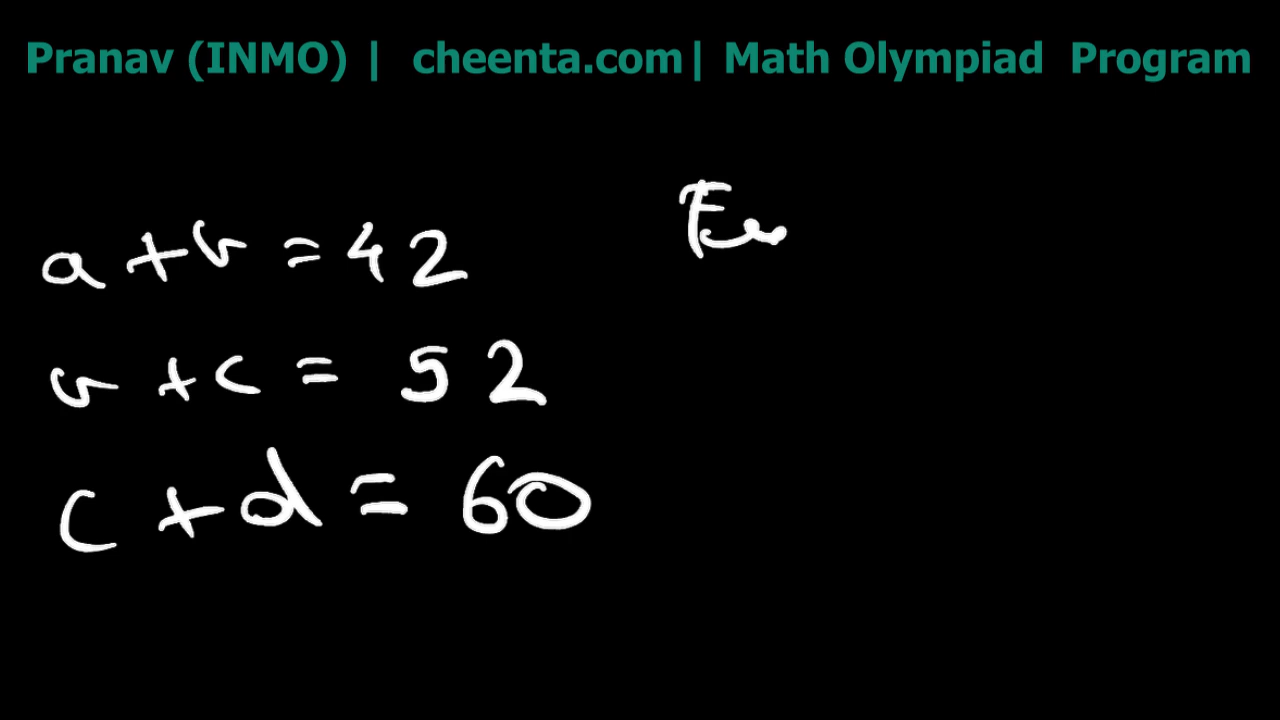 Pranav (INMO) | cheenta.com| Math Olympiad Program
a + b = 42
b + c = 52
c + d = 60